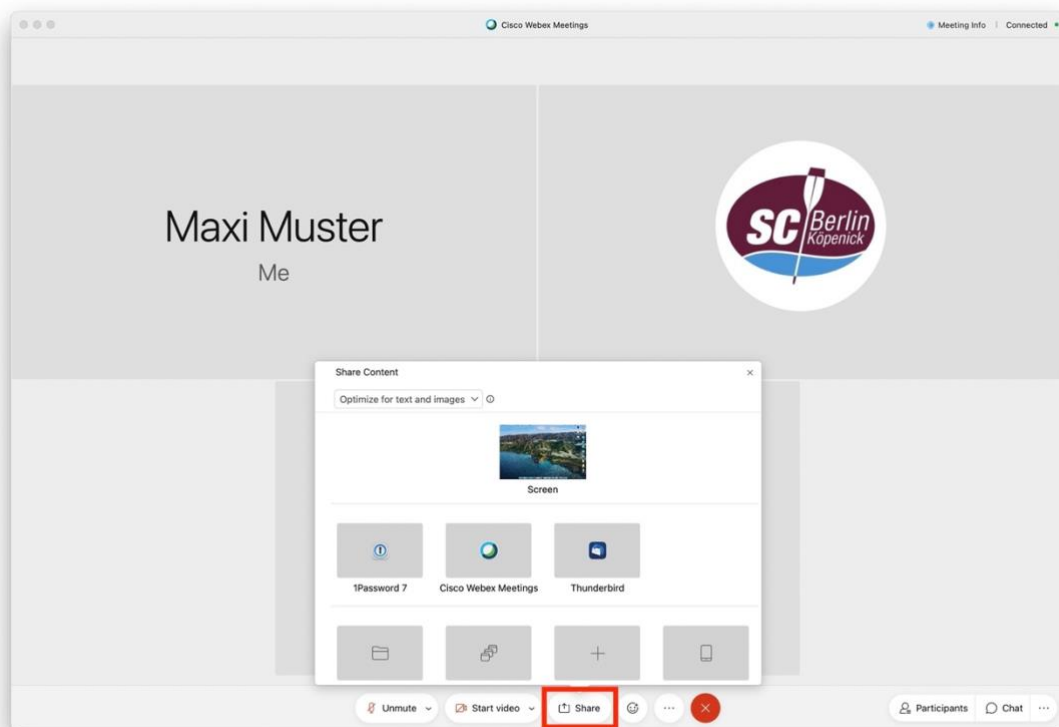 Cisco Webex Meetings
Meeting Info
Connected
Maxi Muster
Me
SC Berlin
Köpenick
Share Content
Optimize for text and images
Screen
1Password 7
Cisco Webex Meetings
Thunderbird
Unmute
Start video
Share
Participants
Chat